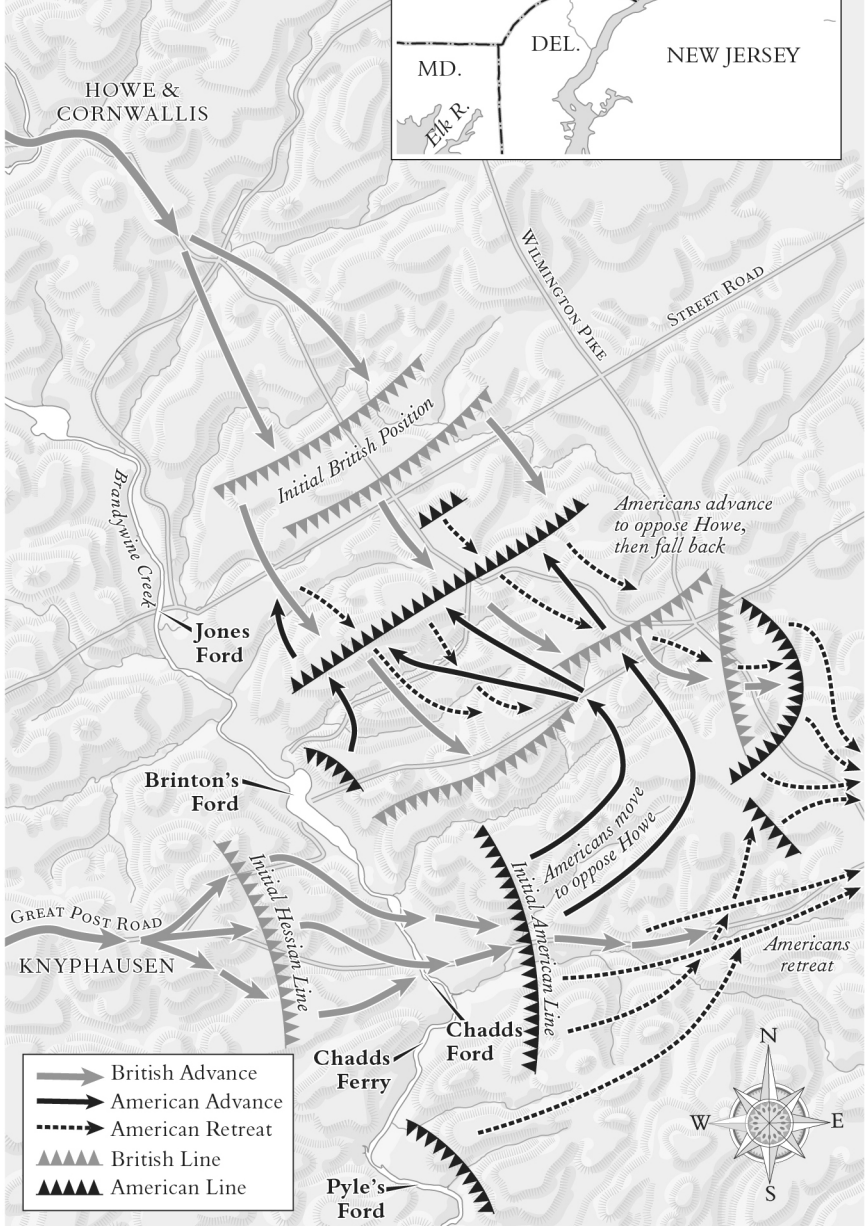 MD.
DEL.
NEW JERSEY
Elk R.
HOWE &
CORNWALLIS
WILMINGTON PIKE
STREET ROAD
Initial British Position
Brandywine Creek
Americans advance
to oppose Howe,
then fall back
Jones
Ford
Brinton's
Ford
Americans move
to oppose Howe
Initial Hessian Line
Initial American Line
GREAT POST ROAD
KNYPHAUSEN
Americans
retreat
Chadds
Ford
Chadds
Ferry
Pyle's
Ford
British Advance
American Advance
American Retreat
British Line
American Line
N
W
E
S